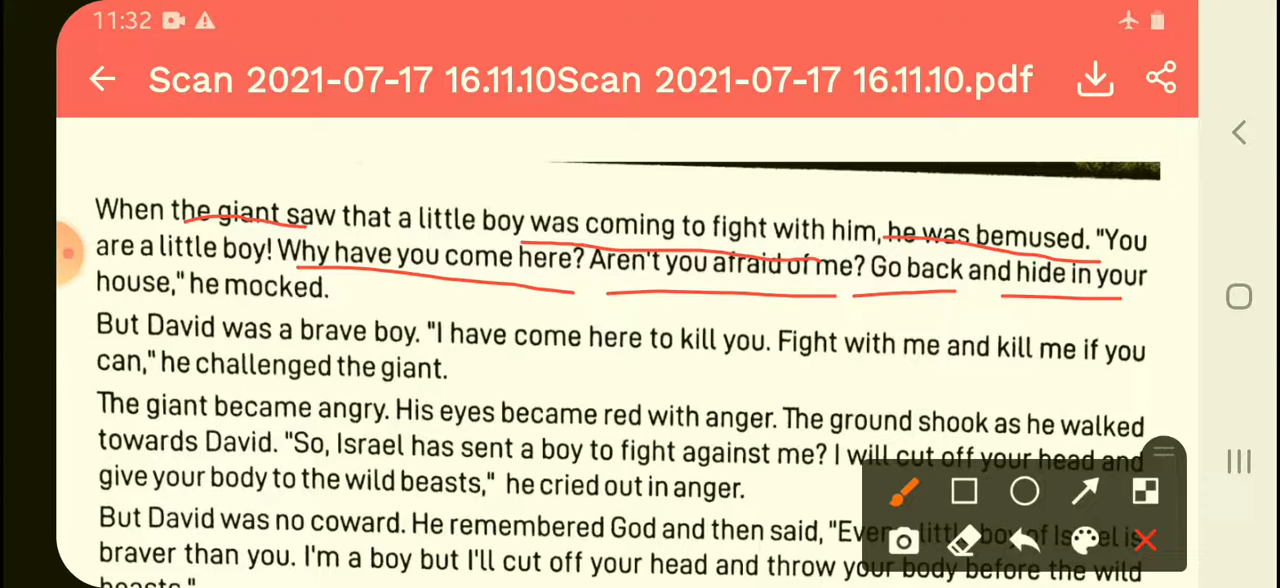 11:32
Scan 2021-07-17 16.11.10Scan 2021-07-17 16.11.10.pdf
When the giant saw that a little boy was coming to fight with him, he was bemused. "You
are a little boy! Why have you come here? Aren't you afraid of me? Go back and hide in your
house," he mocked.
But David was a brave boy. "I have come here to kill you. Fight with me and kill me if you
can," he challenged the giant.
The giant became angry. His eyes became red with anger. The ground shook as he walked
towards David. "So, Israel has sent a boy to fight against me? I will cut off your head and
give your body to the wild beasts," he cried out in anger.
But David was no coward. He remembered God and then said, "Even a little boy of Israel is
braver than you. I'm a boy but I'll cut off your head and throw your body before the wild
beasts."